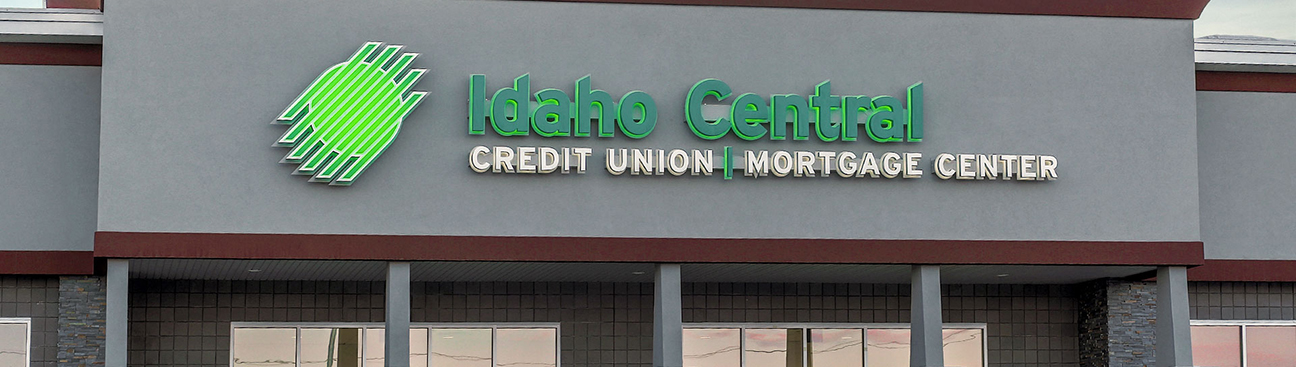 Idaho Central
CREDIT UNION | MORTGAGE CENTER